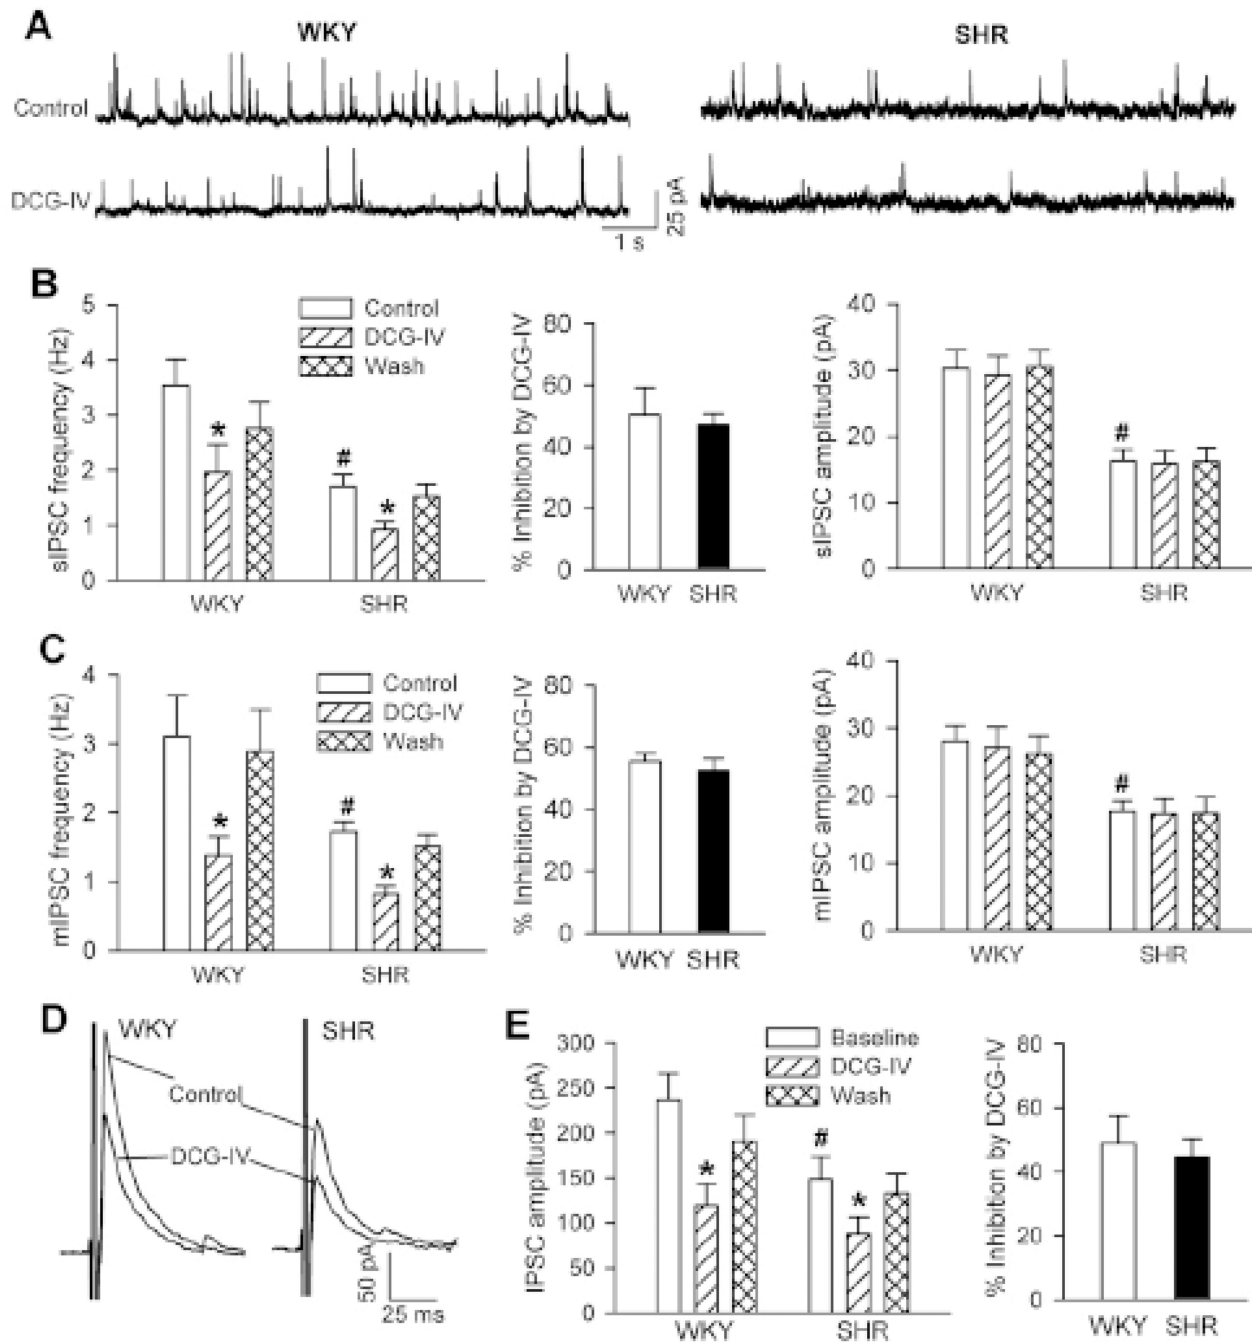 A
WKY
SHR
Control
DCG-IV
25 pA
1 s
B
sIPSC frequency (Hz)
5
4
3
2
1
0
Control
DCG-IV
Wash
*
#
*
WKY
SHR
% Inhibition by DCG-IV
80
60
40
20
0
WKY SHR
sIPSC amplitude (pA)
40
30
20
10
0
#
WKY
SHR
C
mIPSC frequency (Hz)
4
3
2
1
0
Control
DCG-IV
Wash
*
#
*
WKY
SHR
% Inhibition by DCG-IV
80
60
40
20
0
WKY SHR
mIPSC amplitude (pA)
40
30
20
10
0
#
WKY
SHR
D
WKY
SHR
Control
DCG-IV
50 pA
25 ms
E
IPSC amplitude (pA)
300
250
200
150
100
50
0
Baseline
DCG-IV
Wash
*
#
*
WKY
SHR
% Inhibition by DCG-IV
80
60
40
20
0
WKY SHR